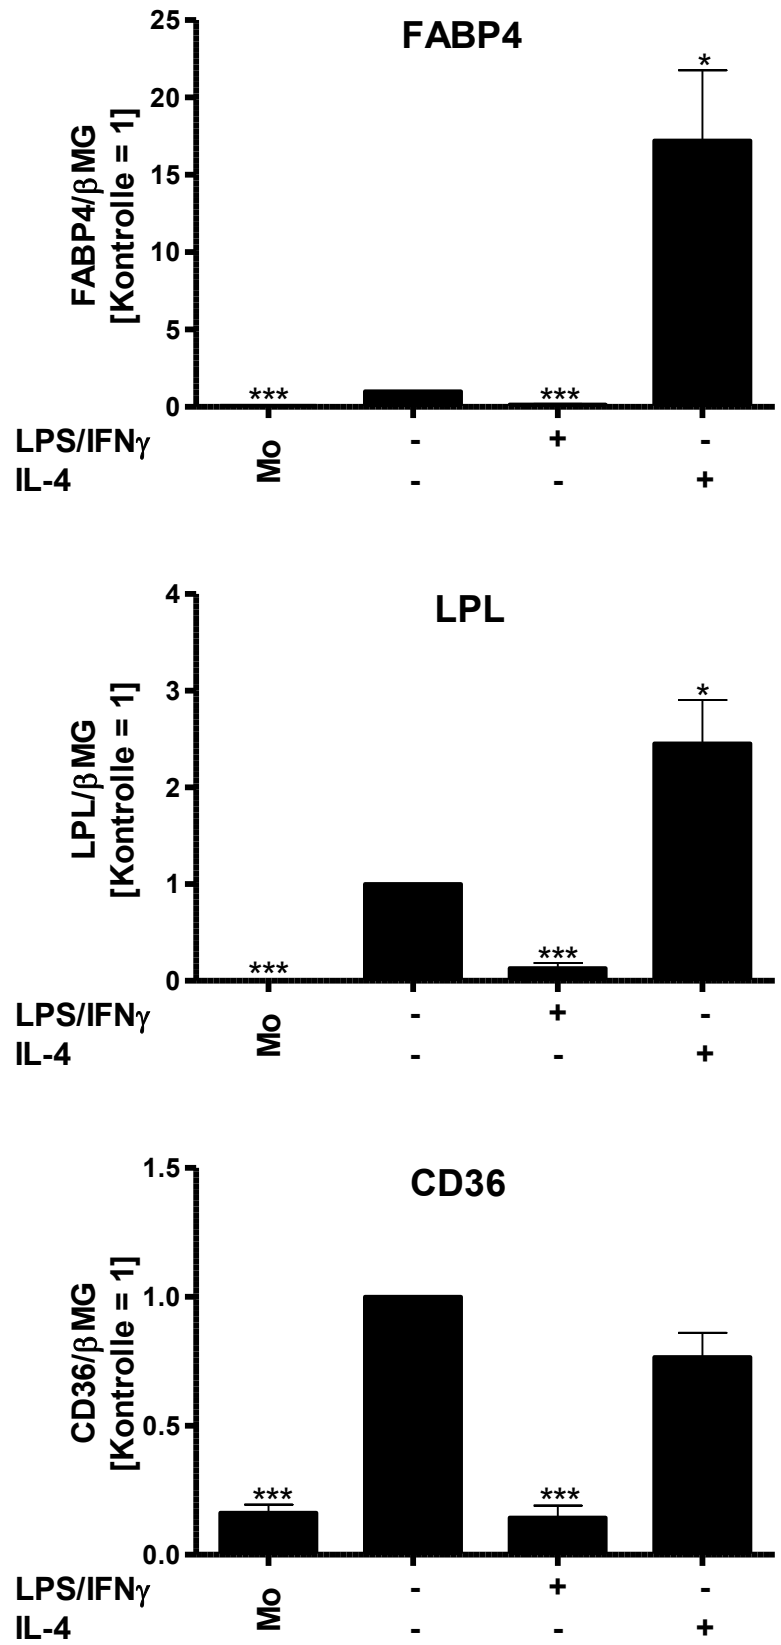 FABP4
FABP4/βMG
[Kontrolle = 1]
25
20
15
10
5
0
*** *** *
LPS/IFNγ Mo - + -
IL-4 - - +
LPL
LPL/βMG
[Kontrolle = 1]
4
3
2
1
0
*** *** *
LPS/IFNγ Mo - + -
IL-4 - - +
CD36
CD36/βMG
[Kontrolle = 1]
1.5
1.0
0.5
0.0
*** ***
LPS/IFNγ Mo - + -
IL-4 - - +